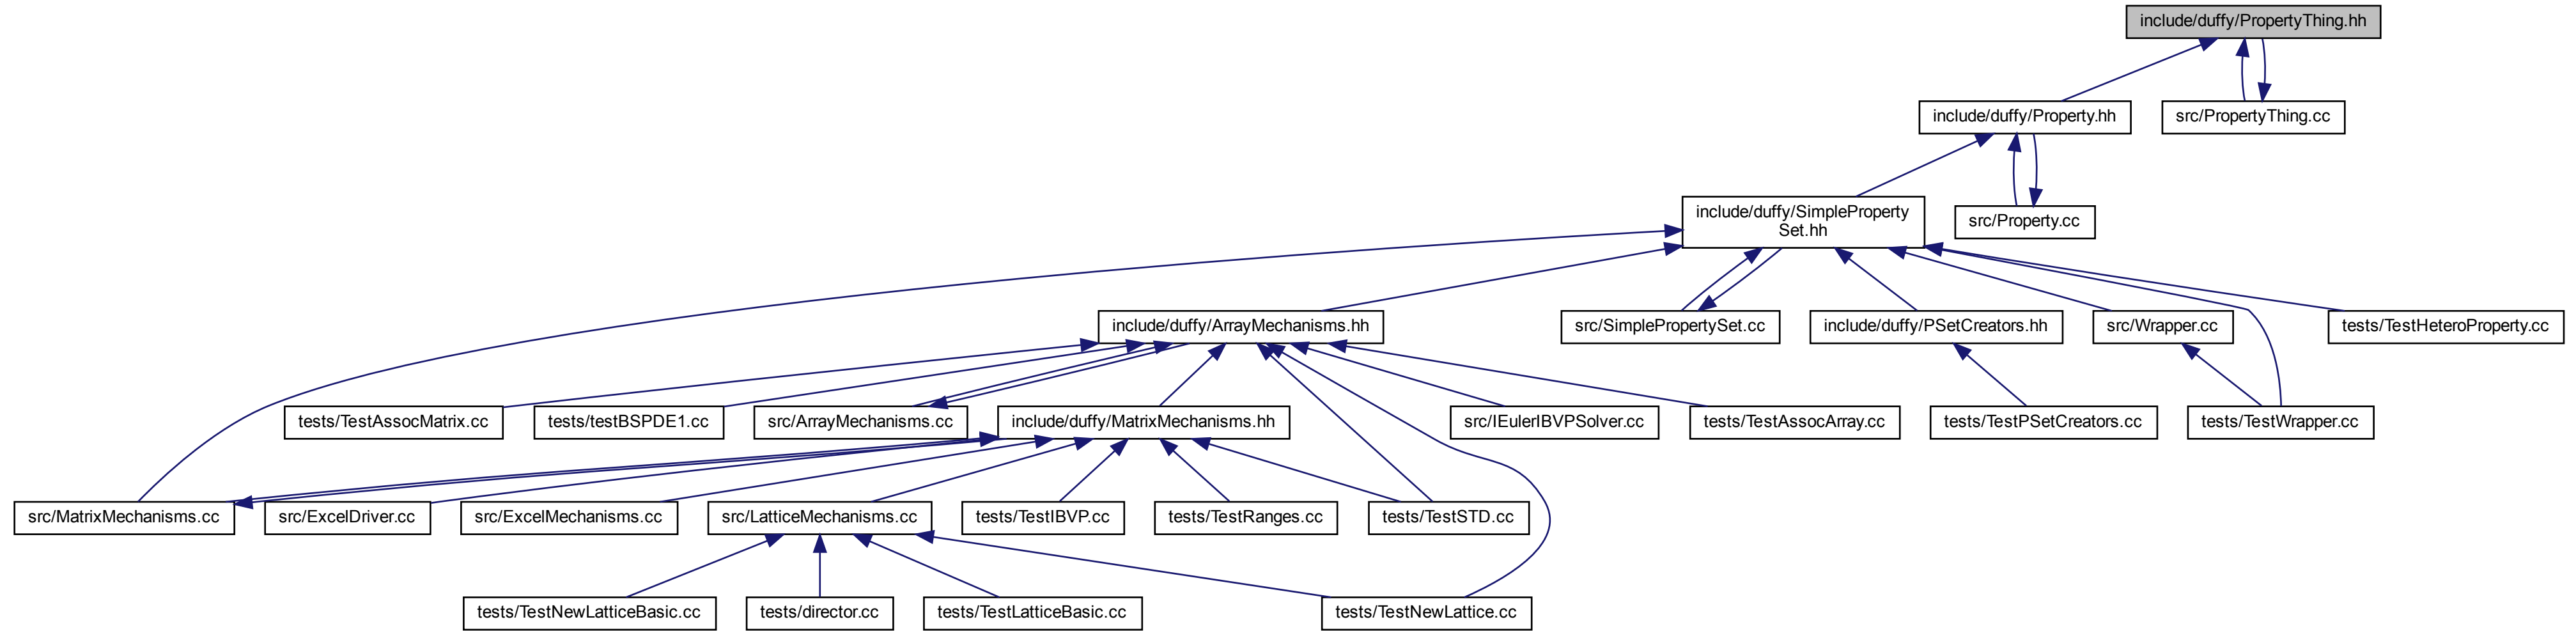 include/duffy/PropertyThing.hh
include/duffy/Property.hh
src/PropertyThing.cc
include/duffy/SimpleProperty
Set.hh
src/Property.cc
include/duffy/ArrayMechanisms.hh
src/SimplePropertySet.cc
include/duffy/PSetCreators.hh
src/Wrapper.cc
tests/TestHeteroProperty.cc
tests/TestAssocMatrix.cc
tests/testBSPDE1.cc
src/ArrayMechanisms.cc
include/duffy/MatrixMechanisms.hh
src/IEulerIBVPSolver.cc
tests/TestAssocArray.cc
tests/TestPSetCreators.cc
tests/TestWrapper.cc
src/MatrixMechanisms.cc
src/ExcelDriver.cc
src/ExcelMechanisms.cc
src/LatticeMechanisms.cc
tests/TestIBVP.cc
tests/TestRanges.cc
tests/TestSTD.cc
tests/TestNewLatticeBasic.cc
tests/director.cc
tests/TestLatticeBasic.cc
tests/TestNewLattice.cc